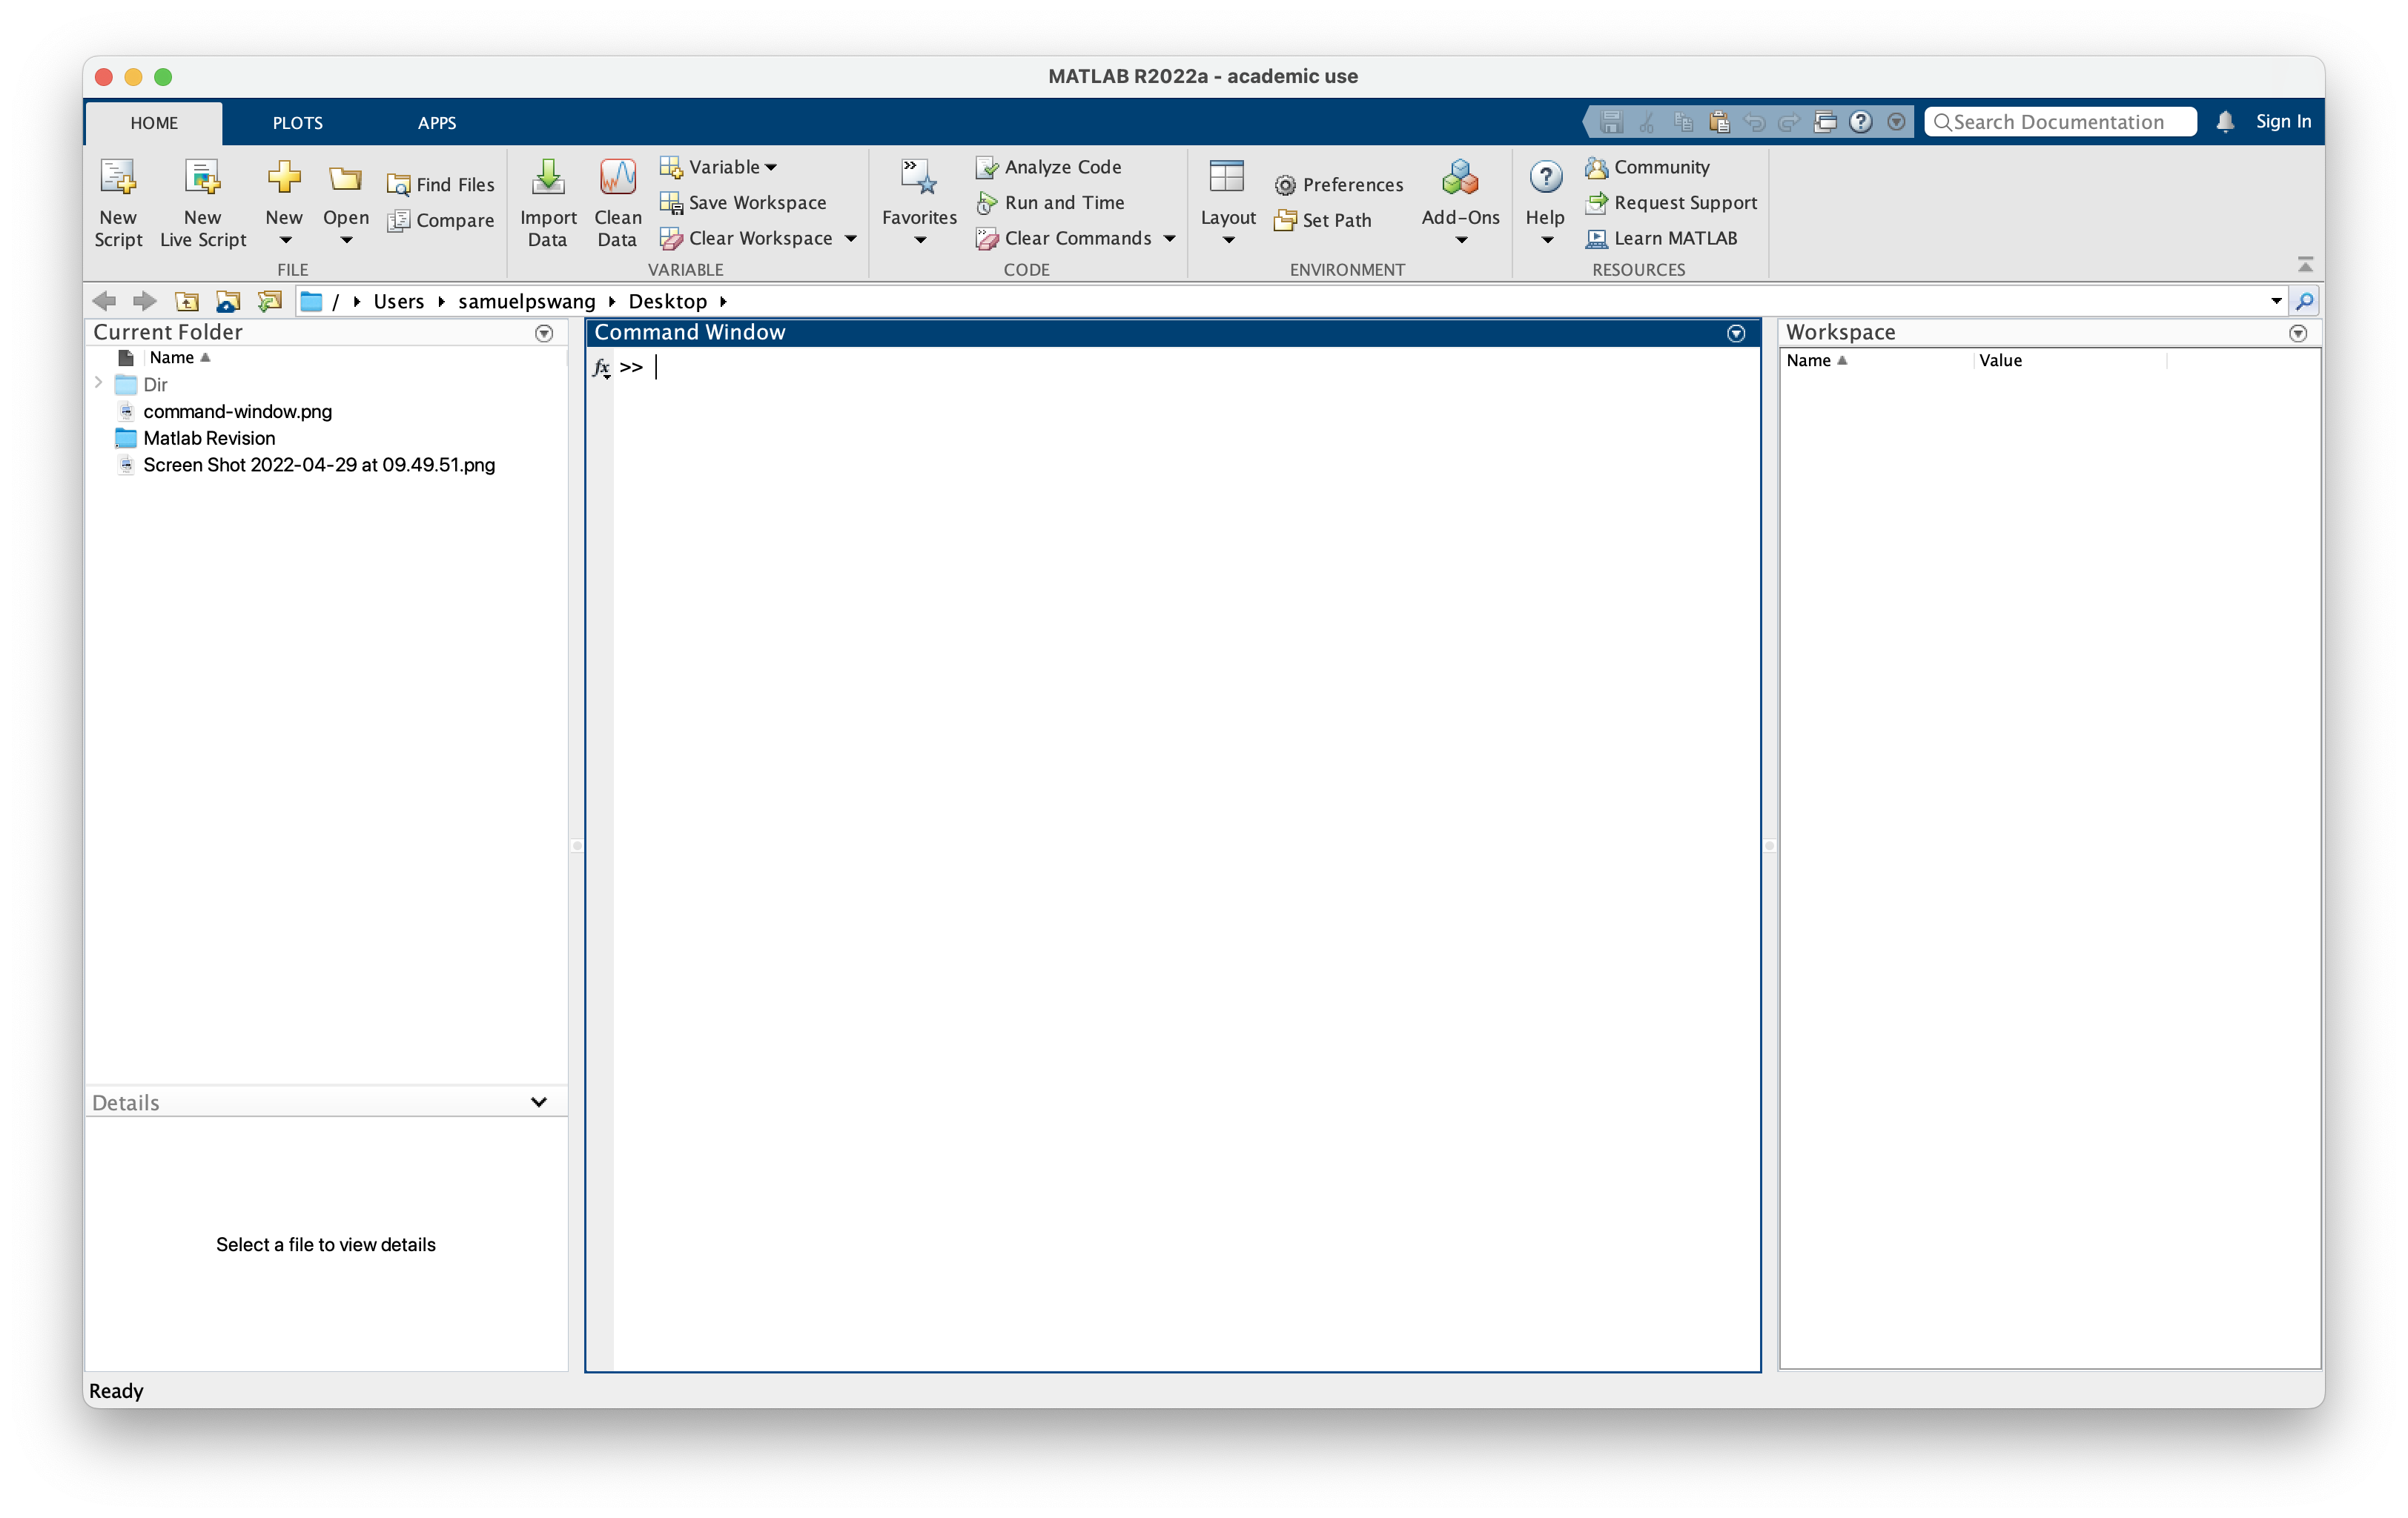 MATLAB R2022a - academic use
HOME PLOTS APPS Search Documentation Sign In
New Script
New Live Script
New
Open
Find Files
Compare
FILE
Import Data
Clean Data
Variable
Save Workspace
Clear Workspace
VARIABLE
Favorites
Analyze Code
Run and Time
Clear Commands
CODE
Layout
Preferences
Set Path
Add-Ons
ENVIRONMENT
Help
Community
Request Support
Learn MATLAB
RESOURCES
/ Users samuelpswang Desktop
Current Folder
Name
Dir
command-window.png
Matlab Revision
Screen Shot 2022-04-29 at 09.49.51.png
Details
Select a file to view details
Command Window
fx >>
Workspace
Name Value
Ready